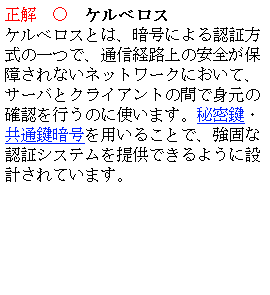 正解　○　ケルベロス
ケルベロスとは、暗号による認証方
式の一つで、通信経路上の安全が保
障されないネットワークにおいて、
サーバとクライアントの間で身元の
確認を行うのに使います。秘密鍵・
共通鍵暗号を用いることで、強固な
認証システムを提供できるように設
計されています。